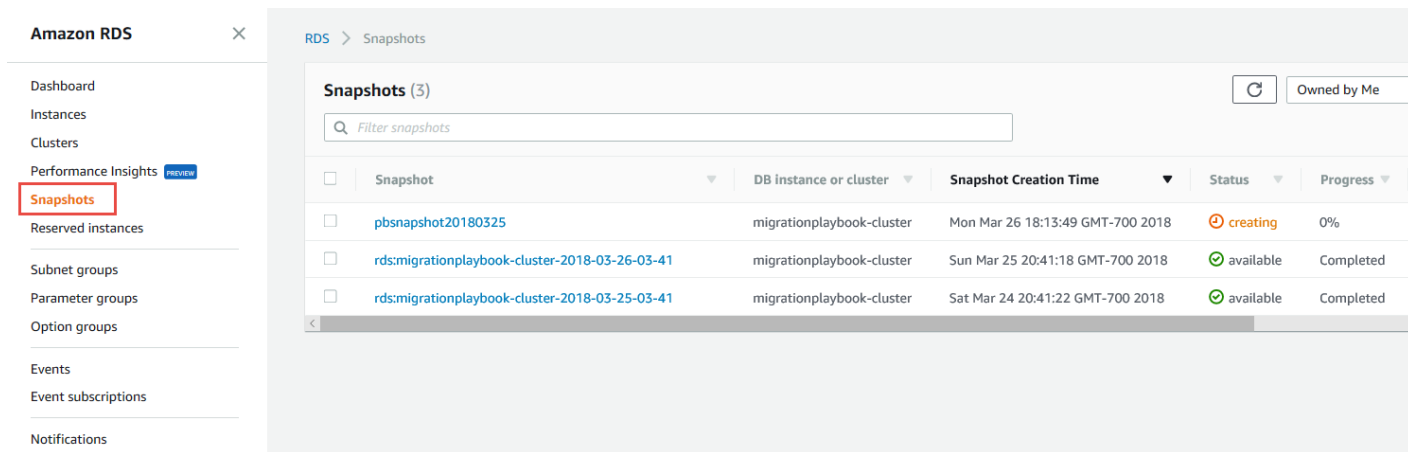 Amazon RDS
Dashboard
Instances
Clusters
Performance Insights PREVIEW
Snapshots
Reserved instances
Subnet groups
Parameter groups
Option groups
Events
Event subscriptions
Notifications
RDS > Snapshots
Snapshots (3)
Owned by Me
Filter snapshots
Snapshot DB instance or cluster Snapshot Creation Time Status Progress
pbsnapshot20180325 migrationplaybook-cluster Mon Mar 26 18:13:49 GMT-700 2018 creating 0%
rds:migrationplaybook-cluster-2018-03-26-03-41 migrationplaybook-cluster Sun Mar 25 20:41:18 GMT-700 2018 available Completed
rds:migrationplaybook-cluster-2018-03-25-03-41 migrationplaybook-cluster Sat Mar 24 20:41:22 GMT-700 2018 available Completed